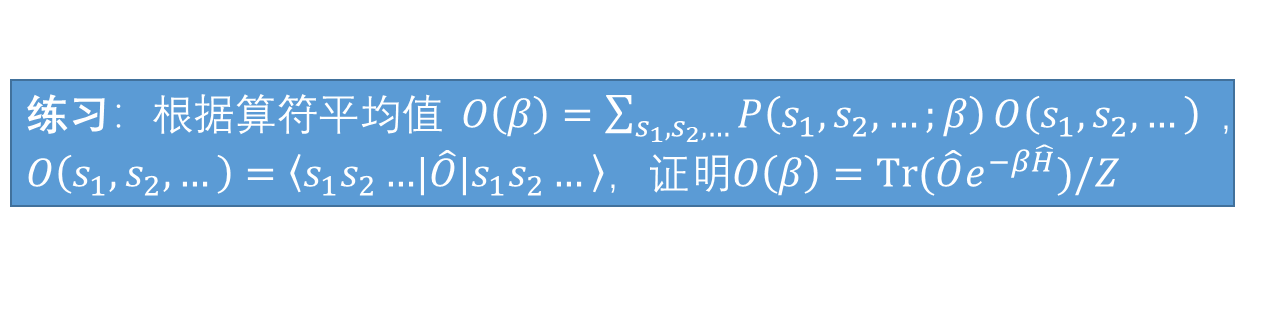 练习：根据算符平均值 O(β) = ∑_{s₁,s₂,…} P(s₁, s₂, … ; β) O(s₁, s₂, … ) ，
O(s₁, s₂, … ) = ⟨s₁s₂ …|Ô|s₁s₂ … ⟩, 证明O(β) = Tr(Ôe^{−βĤ})/Z